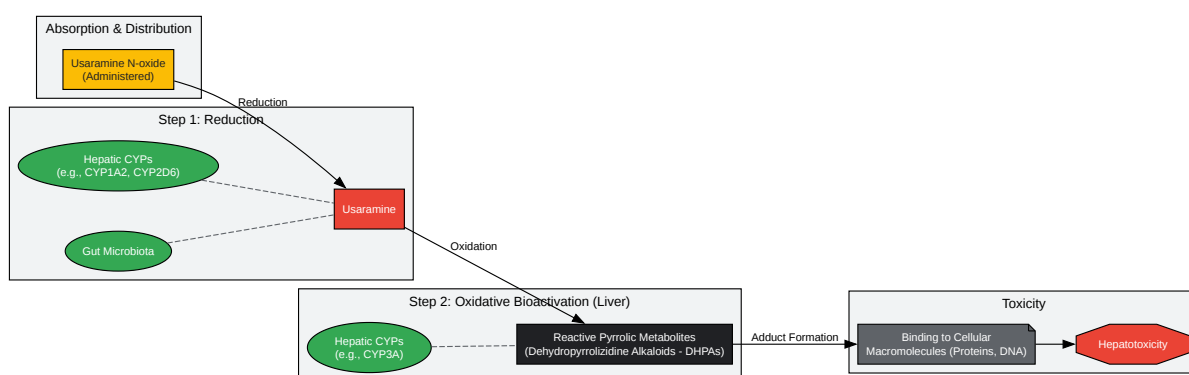 Absorption & Distribution
Usaramine N-oxide
(Administered)
Reduction
Step 1: Reduction
Hepatic CYPs
(e.g., CYP1A2, CYP2D6)
Usaramine
Gut Microbiota
Oxidation
Step 2: Oxidative Bioactivation (Liver)
Hepatic CYPs
(e.g., CYP3A)
Reactive Pyrrolic Metabolites
(Dehydropyrrolizidine Alkaloids - DHPAs)
Adduct Formation
Toxicity
Binding to Cellular
Macromolecules (Proteins, DNA)
Hepatotoxicity